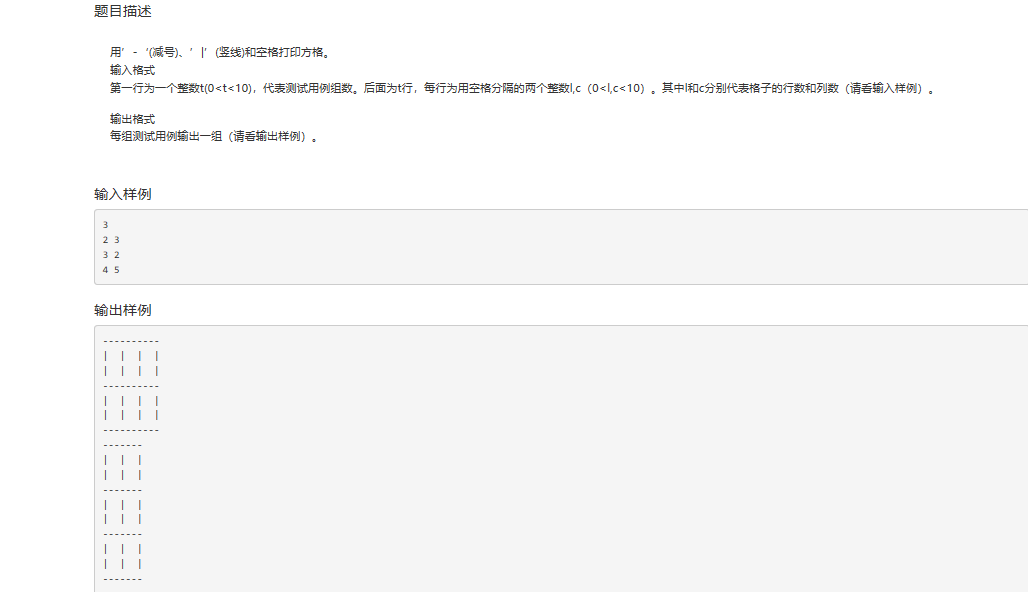 题目描述
用’ - ‘(减号)、’ |’ (竖线)和空格打印方格。
输入格式
第一行为一个整数t(0<t<10)，代表测试用例组数。后面为t行，每行为用空格分隔的两个整数l,c（0<l,c<10）。其中l和c分别代表格子的行数和列数（请看输入样例）。
输出格式
每组测试用例输出一组（请看输出样例）。
输入样例
3
2 3
3 2
4 5
输出样例
----------
|  |  |  |
|  |  |  |
----------
|  |  |  |
|  |  |  |
----------
-------
|  |  |
|  |  |
-------
|  |  |
|  |  |
-------
|  |  |
|  |  |
-------